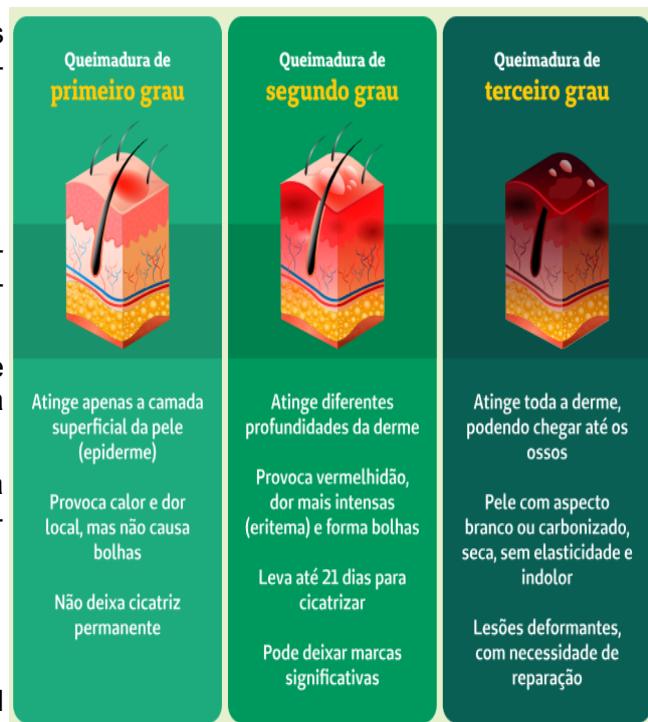 Queimadura de
primeiro grau
Atinge apenas a camada
superficial da pele
(epiderme)
Provoca calor e dor
local, mas não causa
bolhas
Não deixa cicatriz
permanente
Queimadura de
segundo grau
Atinge diferentes
profundidades da derme
Provoca vermelhidão,
dor mais intensas
(eritema) e forma bolhas
Leva até 21 dias para
cicatrizar
Pode deixar marcas
significativas
Queimadura de
terceiro grau
Atinge toda a derme,
podendo chegar até os
ossos
Pele com aspecto
branco ou carbonizado,
seca, sem elasticidade e
indolor
Lesões deformantes,
com necessidade de
reparação